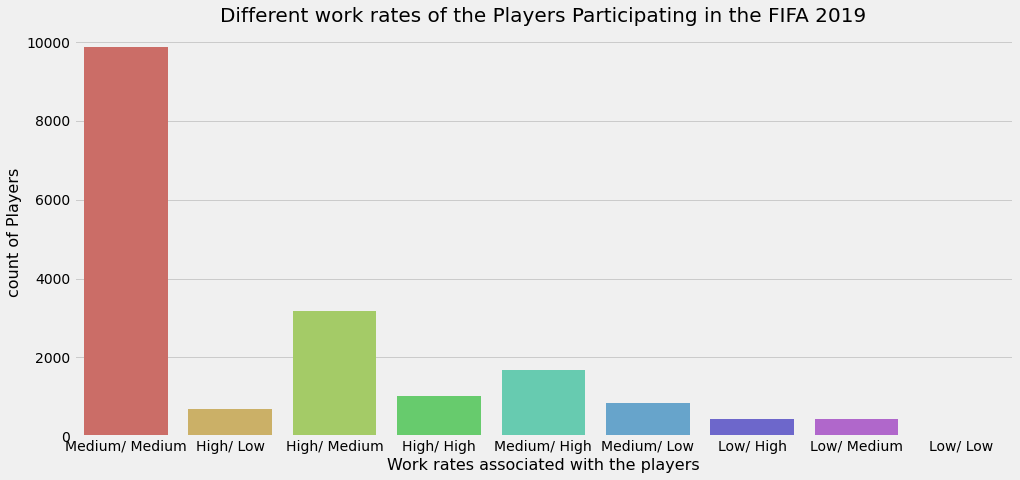 Different work rates of the Players Participating in the FIFA 2019
count of Players
10000
8000
6000
4000
2000
0
Medium/ Medium High/ Low High/ Medium High/ High Medium/ High Medium/ Low Low/ High Low/ Medium Low/ Low
Work rates associated with the players